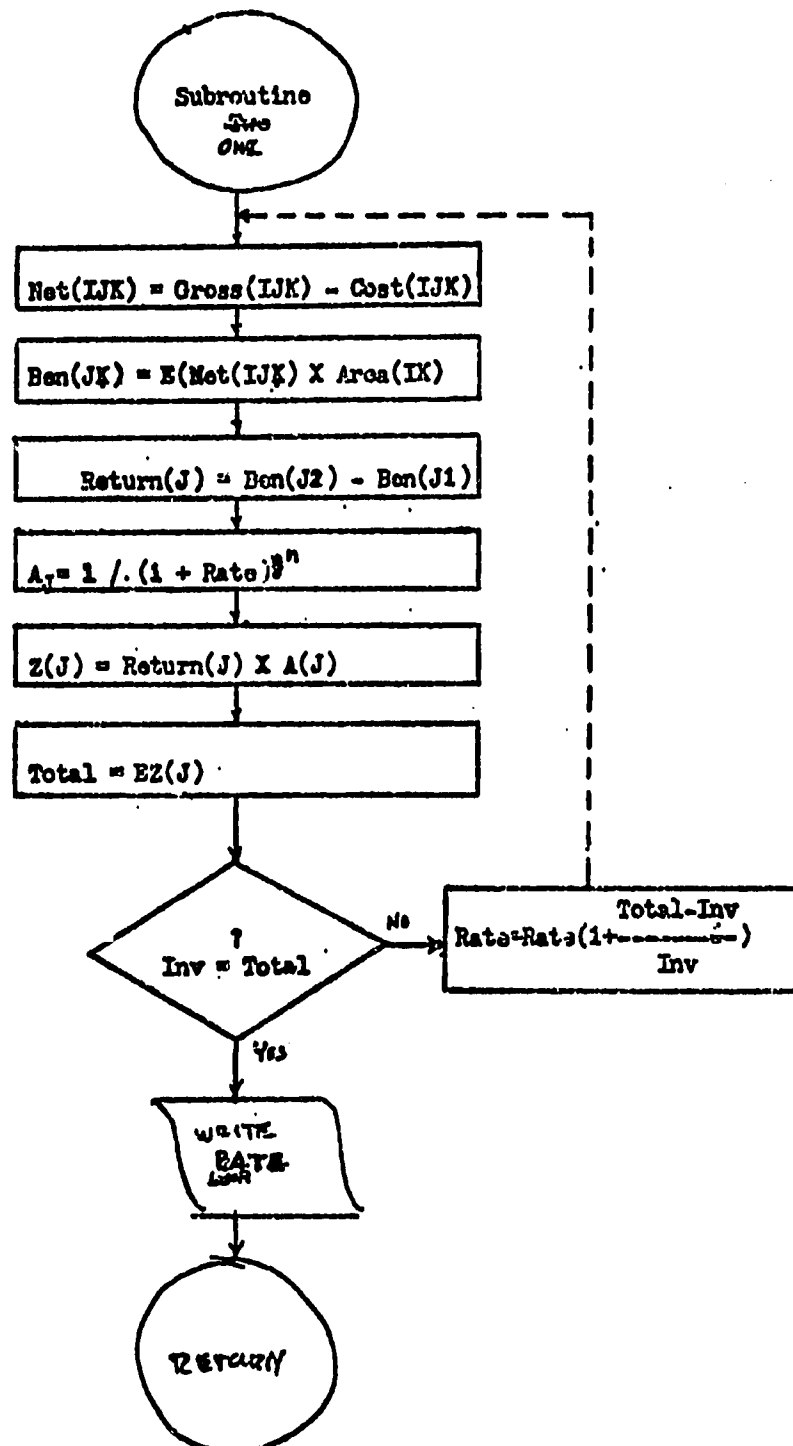 Subroutine
Two
ONE
Net(IJK) = Gross(IJK) - Cost(IJK)
Ben(JK) = E(Net(IJK) X Area(IK)
Return(J) = Ben(J2) - Ben(J1)
A_J = 1 / (1 + Rate)^n
Z(J) = Return(J) X A(J)
Total = EZ(J)
?
Inv = Total
No
Total-Inv
Rate=Rate(1+----------)
Inv
Yes
WRITE
RATE
RETURN